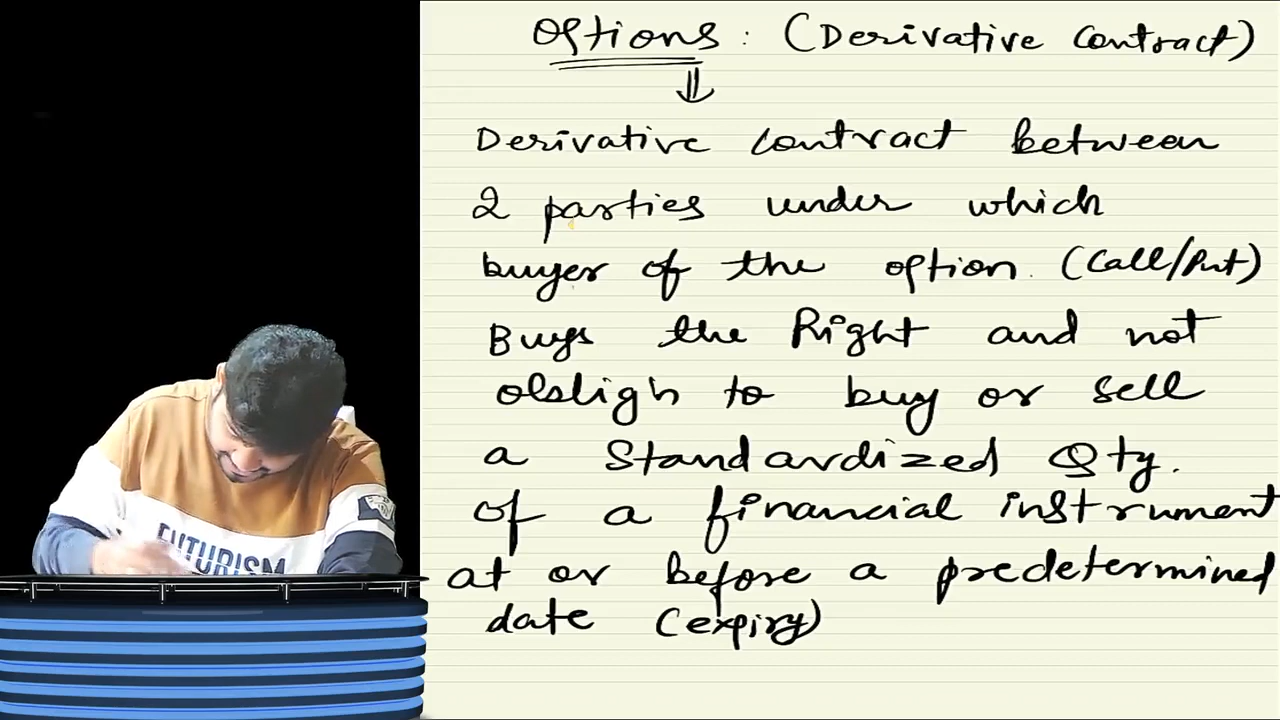 Options : (Derivative Contract)
Derivative Contract between
2 parties under which
buyer of the option (Call/Put)
Buys the Right and not
oblign to buy or sell
a Standardized Qty.
of a financial instrument
at or before a predetermined
date (expiry)
FUTURISM